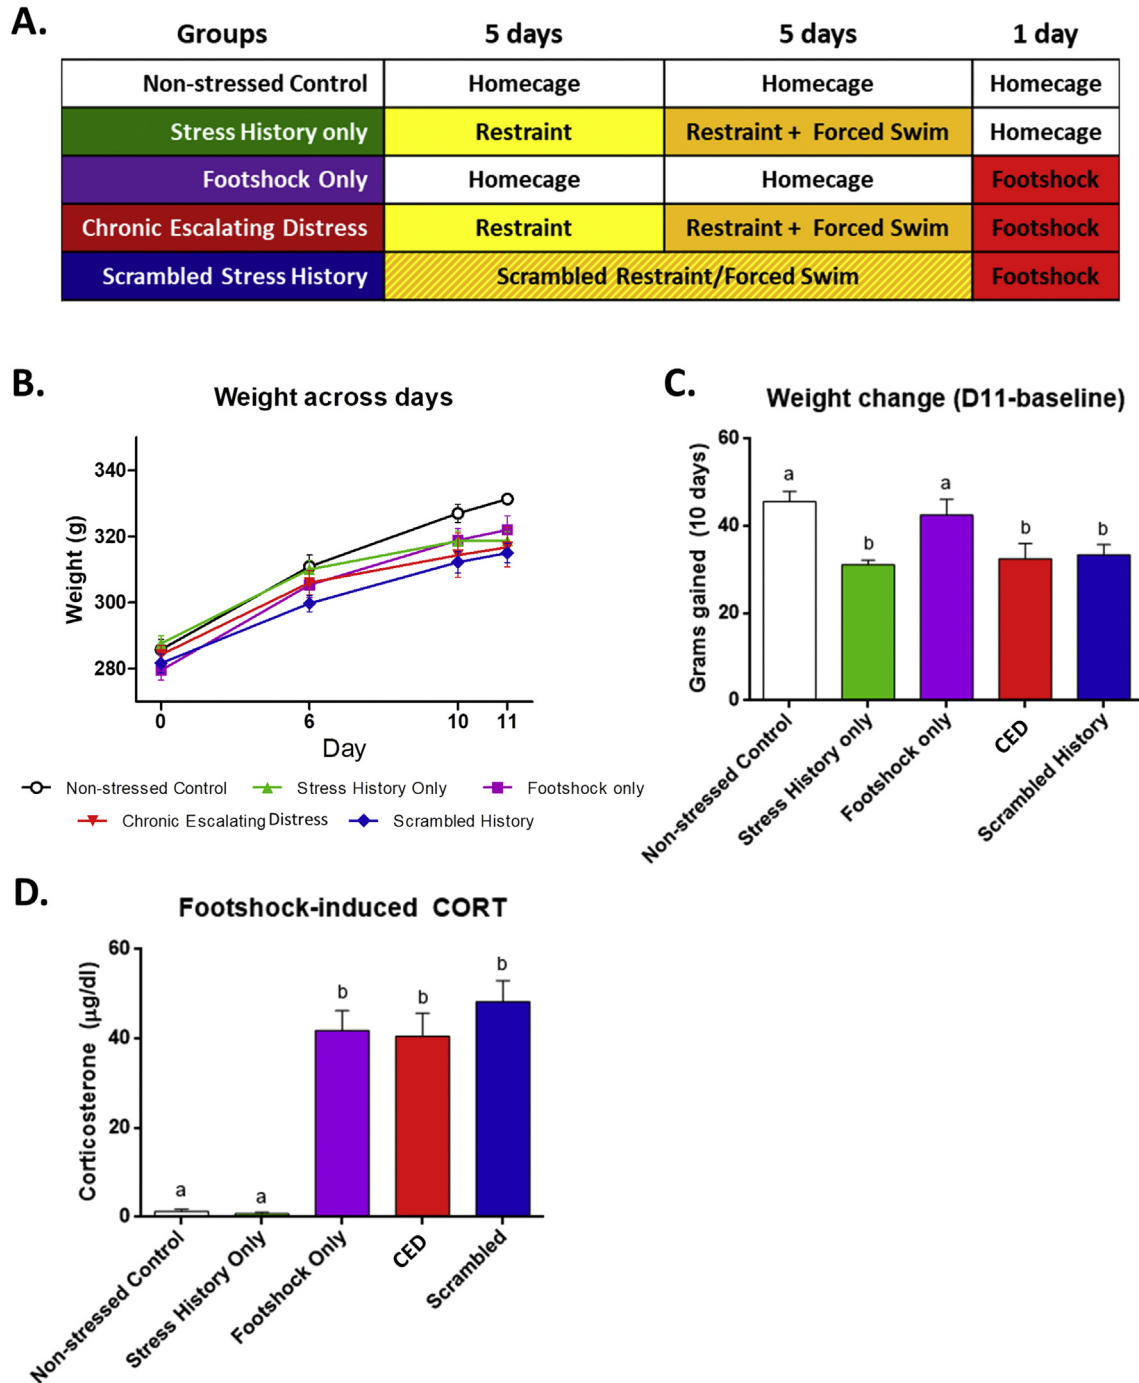 A.
Groups 5 days 5 days 1 day
Non-stressed Control Homecage Homecage Homecage
Stress History only Restraint Restraint + Forced Swim Homecage
Footshock Only Homecage Homecage Footshock
Chronic Escalating Distress Restraint Restraint + Forced Swim Footshock
Scrambled Stress History Scrambled Restraint/Forced Swim Footshock
B.
Weight across days
Weight (g)
340
320
300
280
0 6 10 11
Day
Non-stressed Control Stress History Only Footshock only
Chronic Escalating Distress Scrambled History
C.
Weight change (D11-baseline)
Grams gained (10 days)
60
40
20
0
a b a b b
Non-stressed Control
Stress History only
Footshock only
CED
Scrambled History
D.
Footshock-induced CORT
Corticosterone (μg/dl)
60
40
20
0
a a b b b
Non-stressed Control
Stress History Only
Footshock Only
CED
Scrambled